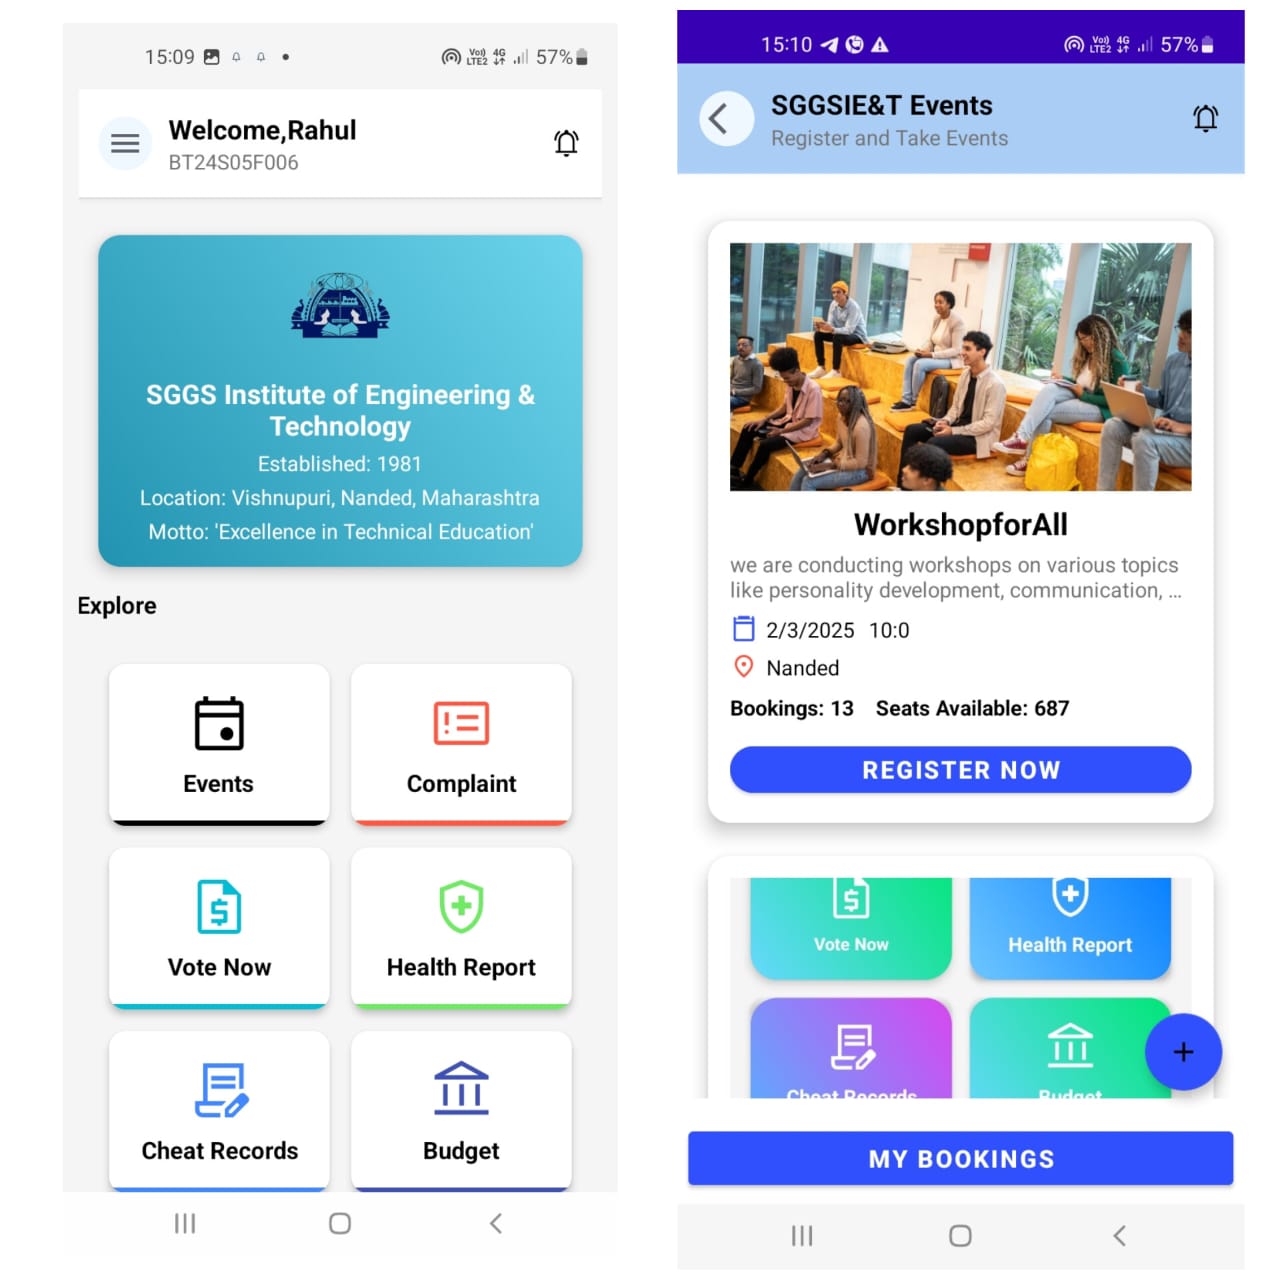 15:09
Vo)) LTE2 4G 57%
Welcome,Rahul
BT24S05F006
SGGS Institute of Engineering &
Technology
Established: 1981
Location: Vishnupuri, Nanded, Maharashtra
Motto: 'Excellence in Technical Education'
Explore
Events
Complaint
Vote Now
Health Report
Cheat Records
Budget
15:10
Vo)) LTE2 4G 57%
SGGSIE&T Events
Register and Take Events
WorkshopforAll
we are conducting workshops on various topics
like personality development, communication, ...
2/3/2025 10:0
Nanded
Bookings: 13 Seats Available: 687
REGISTER NOW
Vote Now
Health Report
Cheat Records
Budget
+
MY BOOKINGS